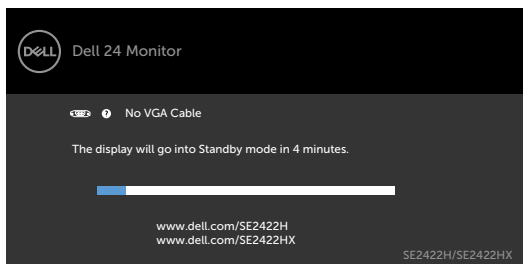 DELL
Dell 24 Monitor
No VGA Cable
The display will go into Standby mode in 4 minutes.
www.dell.com/SE2422H
www.dell.com/SE2422HX
SE2422H/SE2422HX